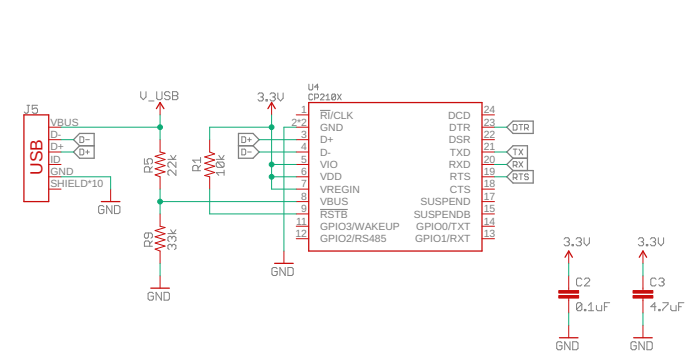 J5
USB
VBUS
D-
D+
ID
GND
SHIELD*10
D-
D+
GND
V_USB
R5
22k
R9
33k
GND
R1
10k
3.3V
D+
D-
GND
U4
CP210X
1 RI/CLK
2*2 GND
3 D+
4 D-
5 VIO
6 VDD
7 VREGIN
8 VBUS
9 RSTB
11 GPIO3/WAKEUP
12 GPIO2/RS485
DCD 24
DTR 23
DSR 22
TXD 21
RXD 20
RTS 19
CTS 18
SUSPEND 17
SUSPENDB 15
GPIO0/TXT 14
GPIO1/RXT 13
DTR
TX
RX
RTS
3.3V
C2
0.1uF
GND
3.3V
C3
4.7uF
GND